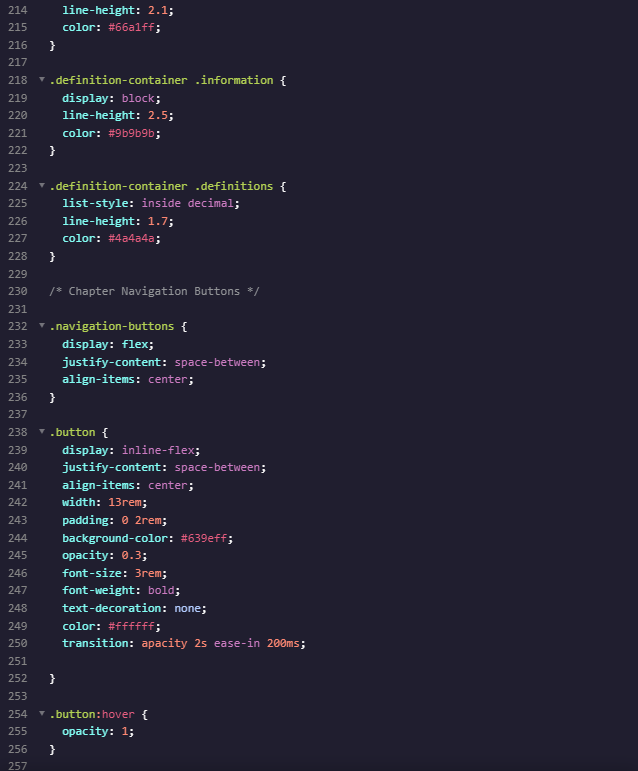 214 line-height: 2.1;
215 color: #66a1ff;
216 }
217
218 .definition-container .information {
219 display: block;
220 line-height: 2.5;
221 color: #9b9b9b;
222 }
223
224 .definition-container .definitions {
225 list-style: inside decimal;
226 line-height: 1.7;
227 color: #4a4a4a;
228 }
229
230 /* Chapter Navigation Buttons */
231
232 .navigation-buttons {
233 display: flex;
234 justify-content: space-between;
235 align-items: center;
236 }
237
238 .button {
239 display: inline-flex;
240 justify-content: space-between;
241 align-items: center;
242 width: 13rem;
243 padding: 0 2rem;
244 background-color: #639eff;
245 opacity: 0.3;
246 font-size: 3rem;
247 font-weight: bold;
248 text-decoration: none;
249 color: #ffffff;
250 transition: apacity 2s ease-in 200ms;
251
252 }
253
254 .button:hover {
255 opacity: 1;
256 }
257